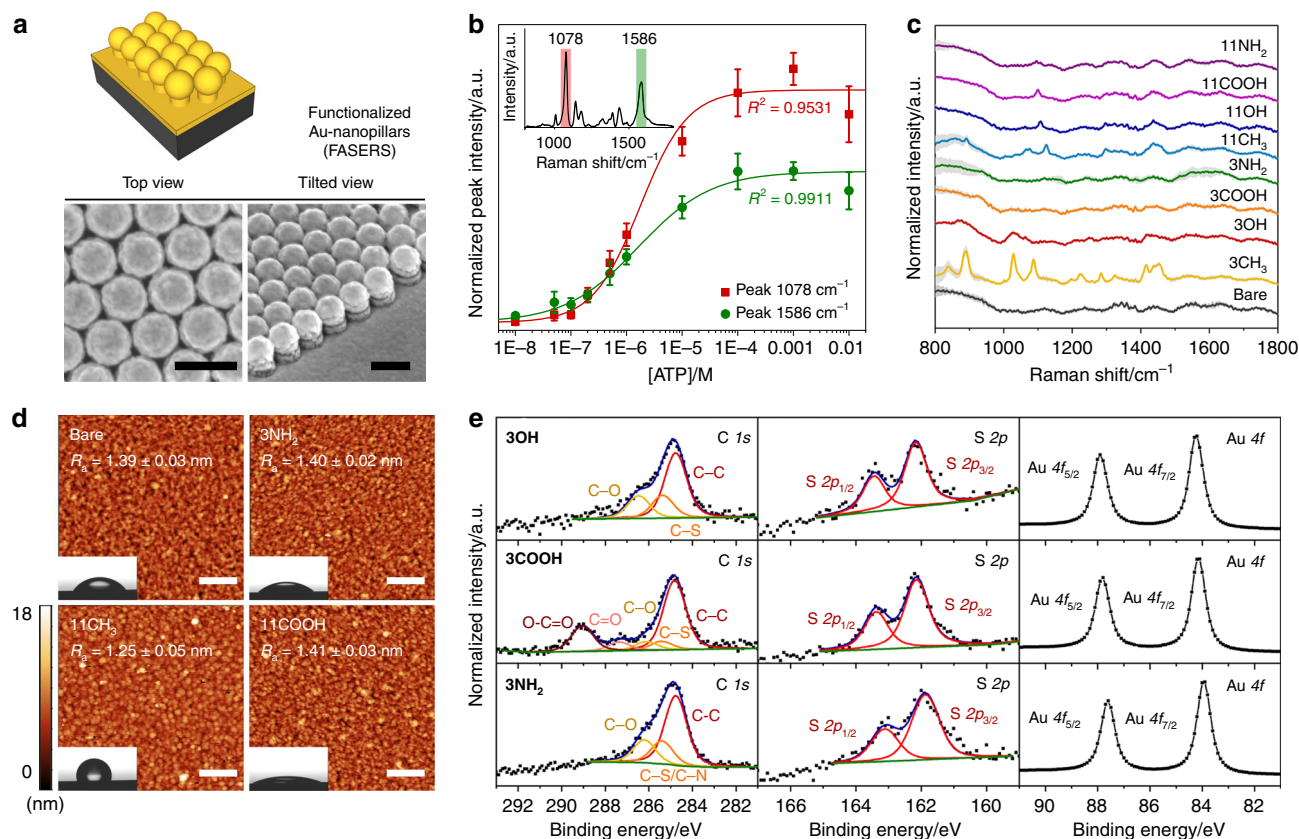 a
Functionalized
Au-nanopillars
(FASERS)
Top view
Tilted view
b
Normalized peak intensity/a.u.
Intensity/a.u.
1078
1586
1000
1500
Raman shift/cm⁻¹
R² = 0.9531
R² = 0.9911
Peak 1078 cm⁻¹
Peak 1586 cm⁻¹
1E–8 1E–7 1E–6 1E–5 1E–4 0.001 0.01
[ATP]/M
c
Normalized intensity/a.u.
11NH₂
11COOH
11OH
11CH₃
3NH₂
3COOH
3OH
3CH₃
Bare
800 1000 1200 1400 1600 1800
Raman shift/cm⁻¹
d
Bare
Rₐ = 1.39 ± 0.03 nm
3NH₂
Rₐ = 1.40 ± 0.02 nm
11CH₃
Rₐ = 1.25 ± 0.05 nm
11COOH
Rₐ = 1.41 ± 0.03 nm
18
0
(nm)
e
Normalized intensity/a.u.
3OH
C 1s
C–C
C–O
C–S
S 2p
S 2p₃/₂
S 2p₁/₂
Au 4f
Au 4f₅/₂
Au 4f₇/₂
3COOH
C 1s
O-C=O
C=O
C–O
C–C
C–S
S 2p
S 2p₃/₂
S 2p₁/₂
Au 4f
Au 4f₅/₂
Au 4f₇/₂
3NH₂
C 1s
C–O
C-C
C–S/C–N
S 2p
S 2p₃/₂
S 2p₁/₂
Au 4f
Au 4f₅/₂
Au 4f₇/₂
292 290 288 286 284 282
166 164 162 160
90 88 86 84 82
Binding energy/eV
Binding energy/eV
Binding energy/eV